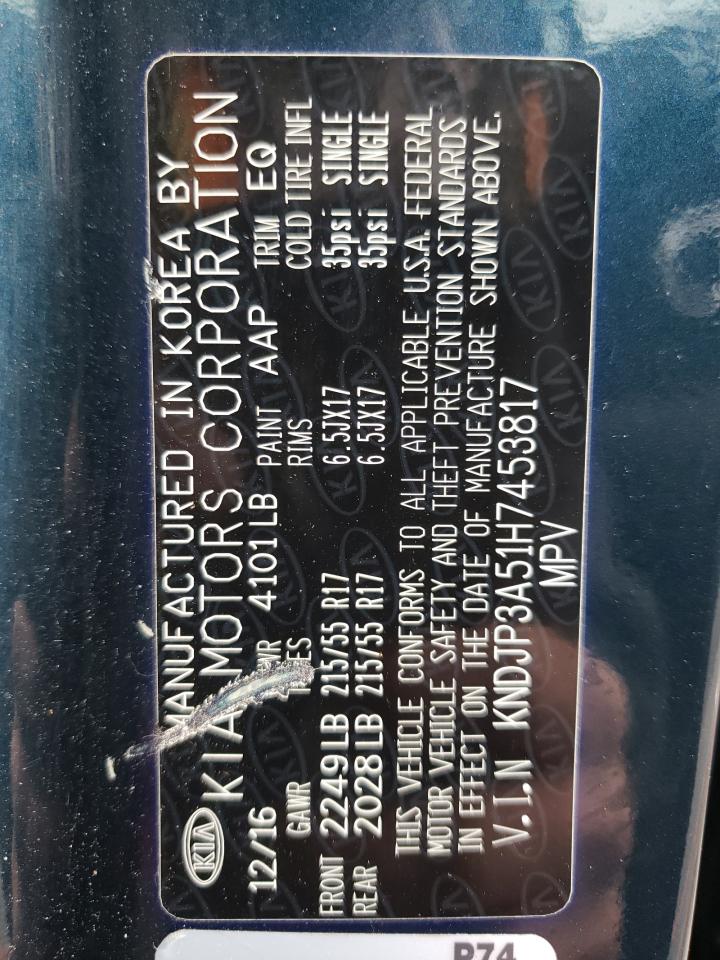 KIA
MANUFACTURED IN KOREA BY
KIA MOTORS CORPORATION
12/16 4101LB PAINT AAP TRIM EQ
GAWR RIMS COLD TIRE INFL
FRONT 2249LB 215/55 R17 6.5JX17 35psi SINGLE
REAR 2028LB 215/55 R17 6.5JX17 35psi SINGLE
THIS VEHICLE CONFORMS TO ALL APPLICABLE U.S.A. FEDERAL
MOTOR VEHICLE SAFETY AND THEFT PREVENTION STANDARDS
IN EFFECT ON THE DATE OF MANUFACTURE SHOWN ABOVE.
V.I.N KNDJP3A51H7453817
MPV
P74